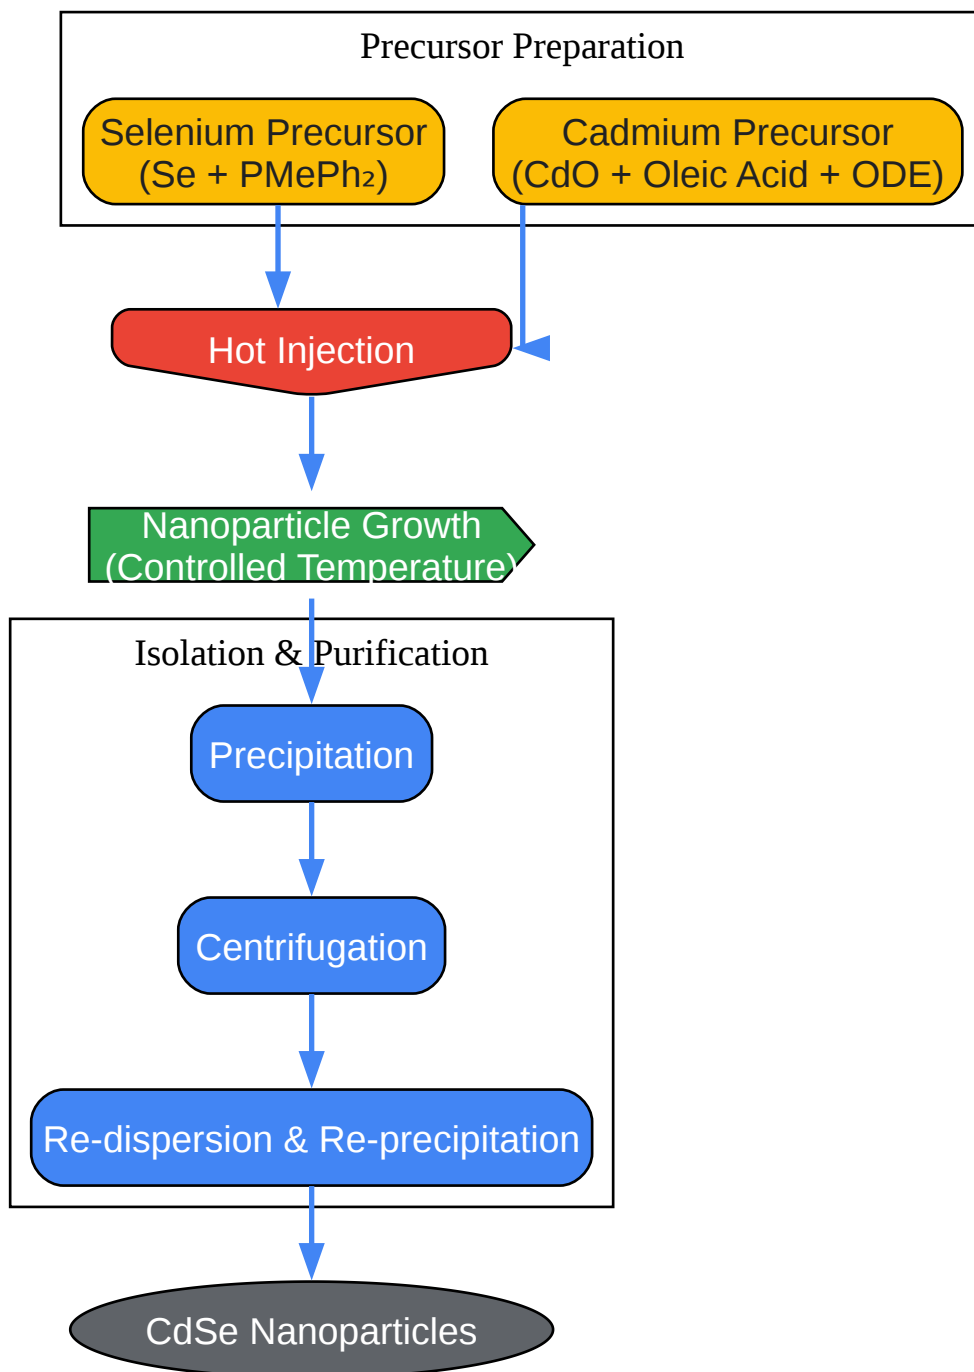 Precursor Preparation
Selenium Precursor
(Se + PMePh₂)
Cadmium Precursor
(CdO + Oleic Acid + ODE)
Hot Injection
Nanoparticle Growth
(Controlled Temperature)
Isolation & Purification
Precipitation
Centrifugation
Re-dispersion & Re-precipitation
CdSe Nanoparticles